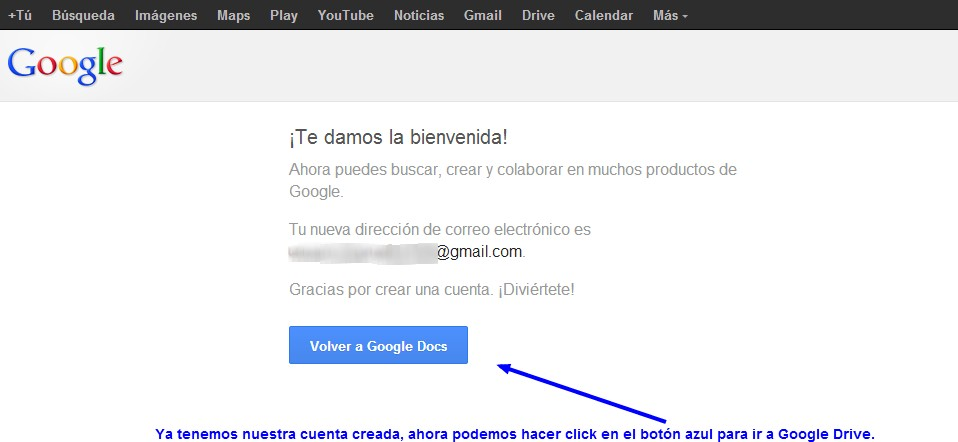 +Tú Búsqueda Imágenes Maps Play YouTube Noticias Gmail Drive Calendar Más
Google
¡Te damos la bienvenida!
Ahora puedes buscar, crear y colaborar en muchos productos de
Google.
Tu nueva dirección de correo electrónico es
@gmail.com.
Gracias por crear una cuenta. ¡Diviértete!
Volver a Google Docs
Ya tenemos nuestra cuenta creada, ahora podemos hacer click en el botón azul para ir a Google Drive.